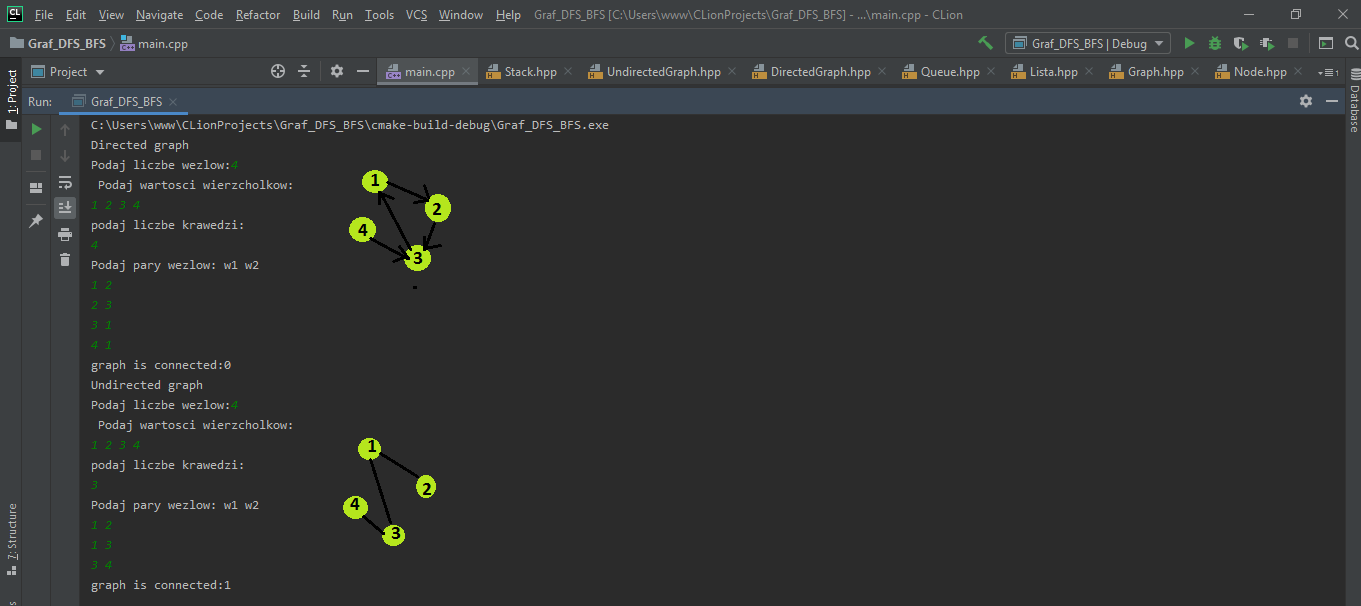 CL File Edit View Navigate Code Refactor Build Run Tools VCS Window Help Graf_DFS_BFS [C:\Users\www\CLionProjects\Graf_DFS_BFS] - ...\main.cpp - CLion
Graf_DFS_BFS main.cpp Graf_DFS_BFS | Debug
1: Project
Project main.cpp Stack.hpp UndirectedGraph.hpp DirectedGraph.hpp Queue.hpp Lista.hpp Graph.hpp Node.hpp
Database
Run: Graf_DFS_BFS
C:\Users\www\CLionProjects\Graf_DFS_BFS\cmake-build-debug\Graf_DFS_BFS.exe
Directed graph
Podaj liczbe wezlow:4
Podaj wartosci wierzcholkow:
1 2 3 4
podaj liczbe krawedzi:
4
Podaj pary wezlow: w1 w2
1 2
2 3
3 1
4 1
graph is connected:0
1
2
4
3
Undirected graph
Podaj liczbe wezlow:4
Podaj wartosci wierzcholkow:
1 2 3 4
podaj liczbe krawedzi:
3
Podaj pary wezlow: w1 w2
1 2
1 3
3 4
graph is connected:1
1
2
4
3
7: Structure